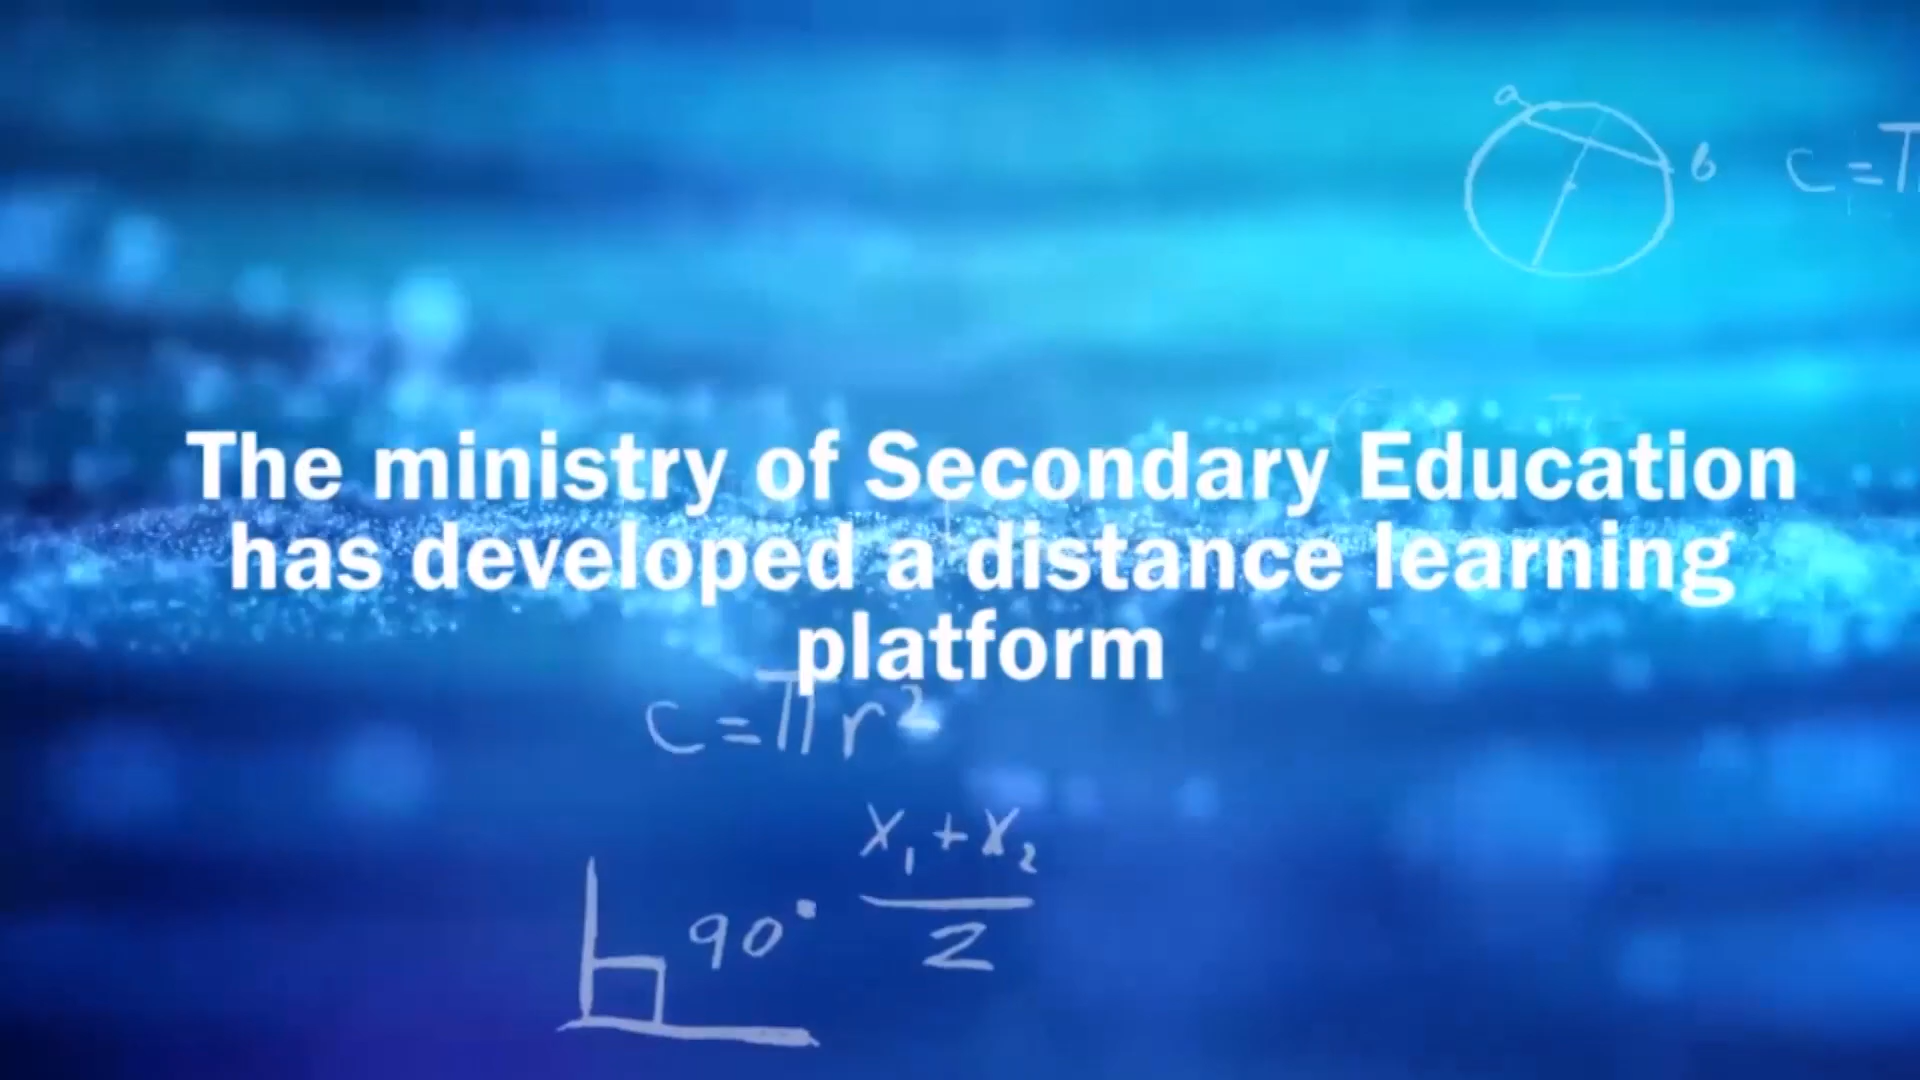 a
b c=π
The ministry of Secondary Education
has developed a distance learning
platform
c=πr²
x₁+x₂
90°
2